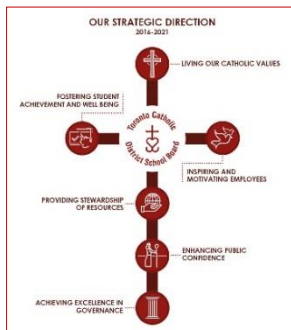 OUR STRATEGIC DIRECTION
2016-2021
LIVING OUR CATHOLIC VALUES
FOSTERING STUDENT
ACHIEVEMENT AND WELL BEING
Toronto Catholic
District School Board
INSPIRING AND
MOTIVATING EMPLOYEES
PROVIDING STEWARDSHIP
OF RESOURCES
ENHANCING PUBLIC
CONFIDENCE
ACHIEVING EXCELLENCE IN
GOVERNANCE